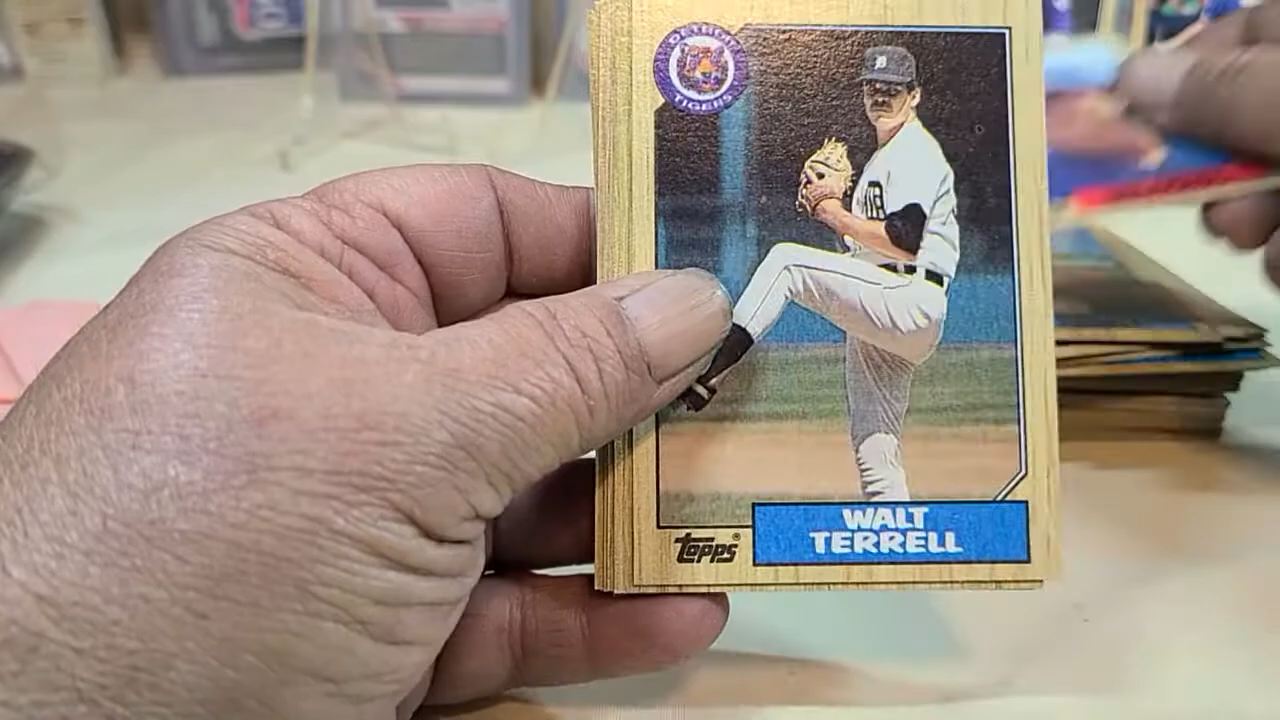 DETROIT
TIGERS
D
D
WALT
TERRELL
topps®